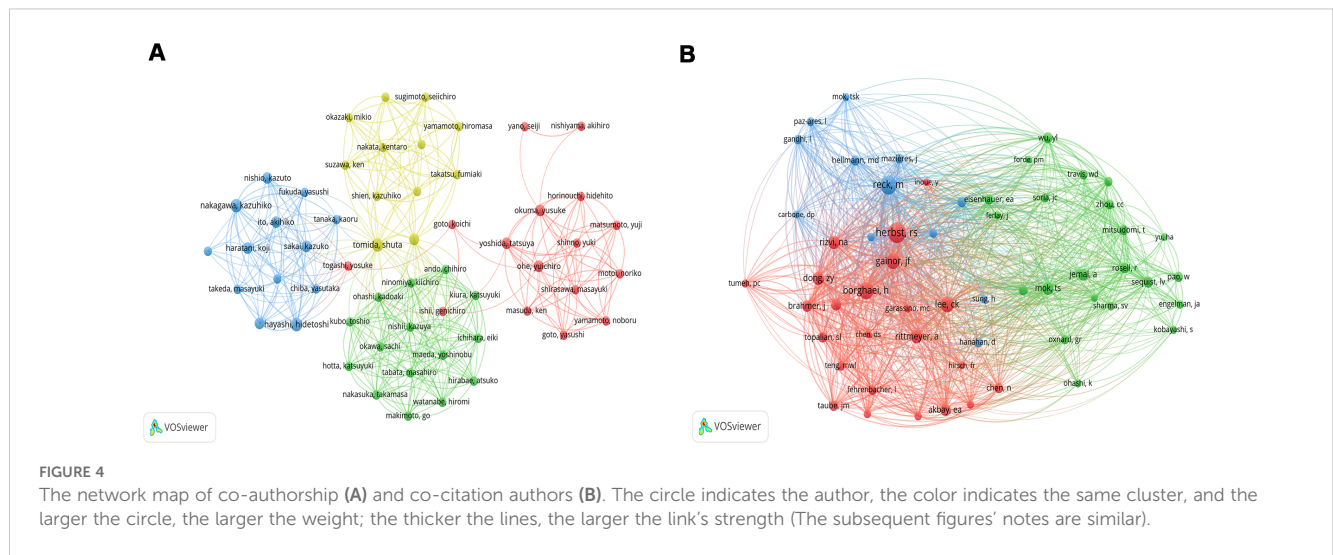 A
B
sugimoto, seiichiro
okazaki, mikio
yamamoto, hiromasa
nakata, kentaro
suzawa, ken
takatsu, fumiaki
shien, kazuhiko
tomida, shuta
yano, seiji
nishiyama, akihiro
nishio, kazuto
fukuda, yasushi
nakagawa, kazuhiko
ito, akihiko
tanaka, kaoru
haratani, koji
sakai, kazuko
togashi, yosuke
takeda, masayuki
chiba, yasutaka
hayashi, hidetoshi
goto, koichi
horinouchi, hidehito
okuma, yusuke
matsumoto, yuji
yoshida, tatsuya
shinno, yuki
ohe, yuichiro
motoi, noriko
shirasawa, masayuki
masuda, ken
yamamoto, noboru
goto, yasushi
ando, chihiro
ninomiya, kiichiro
ohashi, kadoaki
kiura, katsuyuki
ishii, genichiro
kubo, toshio
nishii, kazuya
ichihara, eiki
okawa, sachi
maeda, yoshinobu
hotta, katsuyuki
tabata, masahiro
hirabae, atsuko
nakasuka, takamasa
watanabe, hiromi
makimoto, go
VOSviewer
mok, tsk
paz-ares, l
gandhi, l
hellmann, md
mazieres, j
reck, m
inoue, y
carbone, dp
eisenhauer, ea
ferlay, j
soria, jc
wu, yl
forde, pm
travis, wd
zhou, cc
mitsudomi, t
yu, ha
herbst, rs
rizvi, na
gainor, jf
dong, zy
tumeh, pc
borghaei, h
brahmer, j
garassino, mc
lee, ck
sung, h
mok, ts
jemal, a
rosell, r
sequist, lv
pao, w
sharma, sv
engelman, ja
kobayashi, s
topalian, sl
chen, ds
rittmeyer, a
hanahan, d
oxnard, gr
teng, mwl
hirsch, fr
fehrenbacher, l
chen, n
ohashi, k
taube, jm
akbay, ea
VOSviewer
FIGURE 4
The network map of co-authorship (A) and co-citation authors (B). The circle indicates the author, the color indicates the same cluster, and the
larger the circle, the larger the weight; the thicker the lines, the larger the link's strength (The subsequent figures' notes are similar).